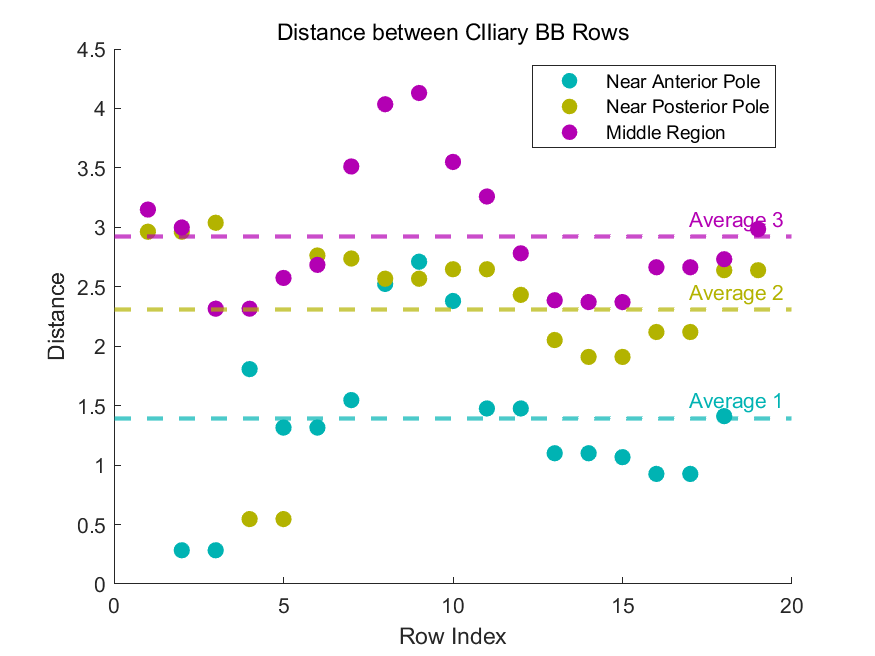 Distance between CIliary BB Rows
4.5
4
3.5
3
2.5
2
1.5
1
0.5
0
Distance
Near Anterior Pole
Near Posterior Pole
Middle Region
Average 3
Average 2
Average 1
0
5
10
15
20
Row Index